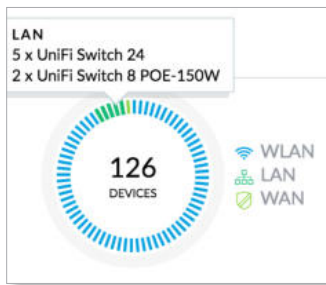 LAN
5 x UniFi Switch 24
2 x UniFi Switch 8 POE-150W
126
DEVICES
WLAN
LAN
WAN